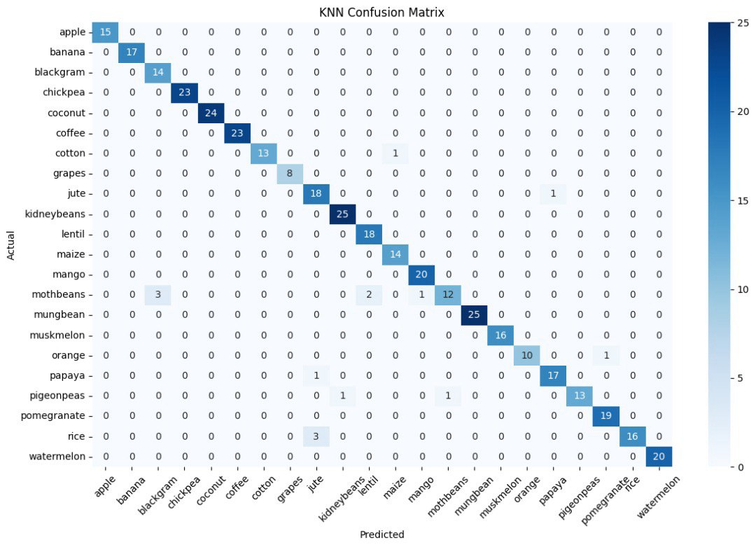 KNN Confusion Matrix
apple 15 0 0 0 0 0 0 0 0 0 0 0 0 0 0 0 0 0 0 0 0 0 25
banana 0 17 0 0 0 0 0 0 0 0 0 0 0 0 0 0 0 0 0 0 0 0
blackgram 0 0 14 0 0 0 0 0 0 0 0 0 0 0 0 0 0 0 0 0 0 0
chickpea 0 0 0 23 0 0 0 0 0 0 0 0 0 0 0 0 0 0 0 0 0 0
coconut 0 0 0 0 24 0 0 0 0 0 0 0 0 0 0 0 0 0 0 0 0 0 20
coffee 0 0 0 0 0 23 0 0 0 0 0 0 0 0 0 0 0 0 0 0 0 0
cotton 0 0 0 0 0 0 13 0 0 0 0 1 0 0 0 0 0 0 0 0 0 0
grapes 0 0 0 0 0 0 0 8 0 0 0 0 0 0 0 0 0 0 0 0 0 0
jute 0 0 0 0 0 0 0 0 18 0 0 0 0 0 0 0 0 1 0 0 0 0 15
kidneybeans 0 0 0 0 0 0 0 0 0 25 0 0 0 0 0 0 0 0 0 0 0 0
lentil 0 0 0 0 0 0 0 0 0 0 18 0 0 0 0 0 0 0 0 0 0 0
Actual
maize 0 0 0 0 0 0 0 0 0 0 0 14 0 0 0 0 0 0 0 0 0 0
mango 0 0 0 0 0 0 0 0 0 0 0 0 20 0 0 0 0 0 0 0 0 0
mothbeans 0 0 3 0 0 0 0 0 0 0 2 0 1 12 0 0 0 0 0 0 0 0 10
mungbean 0 0 0 0 0 0 0 0 0 0 0 0 0 0 25 0 0 0 0 0 0 0
muskmelon 0 0 0 0 0 0 0 0 0 0 0 0 0 0 0 16 0 0 0 0 0 0
orange 0 0 0 0 0 0 0 0 0 0 0 0 0 0 0 0 10 0 0 1 0 0
papaya 0 0 0 0 0 0 0 0 1 0 0 0 0 0 0 0 0 17 0 0 0 0 5
pigeonpeas 0 0 0 0 0 0 0 0 0 1 0 0 0 1 0 0 0 0 13 0 0 0
pomegranate 0 0 0 0 0 0 0 0 0 0 0 0 0 0 0 0 0 0 0 19 0 0
rice 0 0 0 0 0 0 0 0 3 0 0 0 0 0 0 0 0 0 0 0 16 0
watermelon 0 0 0 0 0 0 0 0 0 0 0 0 0 0 0 0 0 0 0 0 0 20 0
apple banana blackgram chickpea coconut coffee cotton grapes jute kidneybeans lentil maize mango mothbeans mungbean muskmelon orange papaya pigeonpeas pomegranate rice watermelon
Predicted